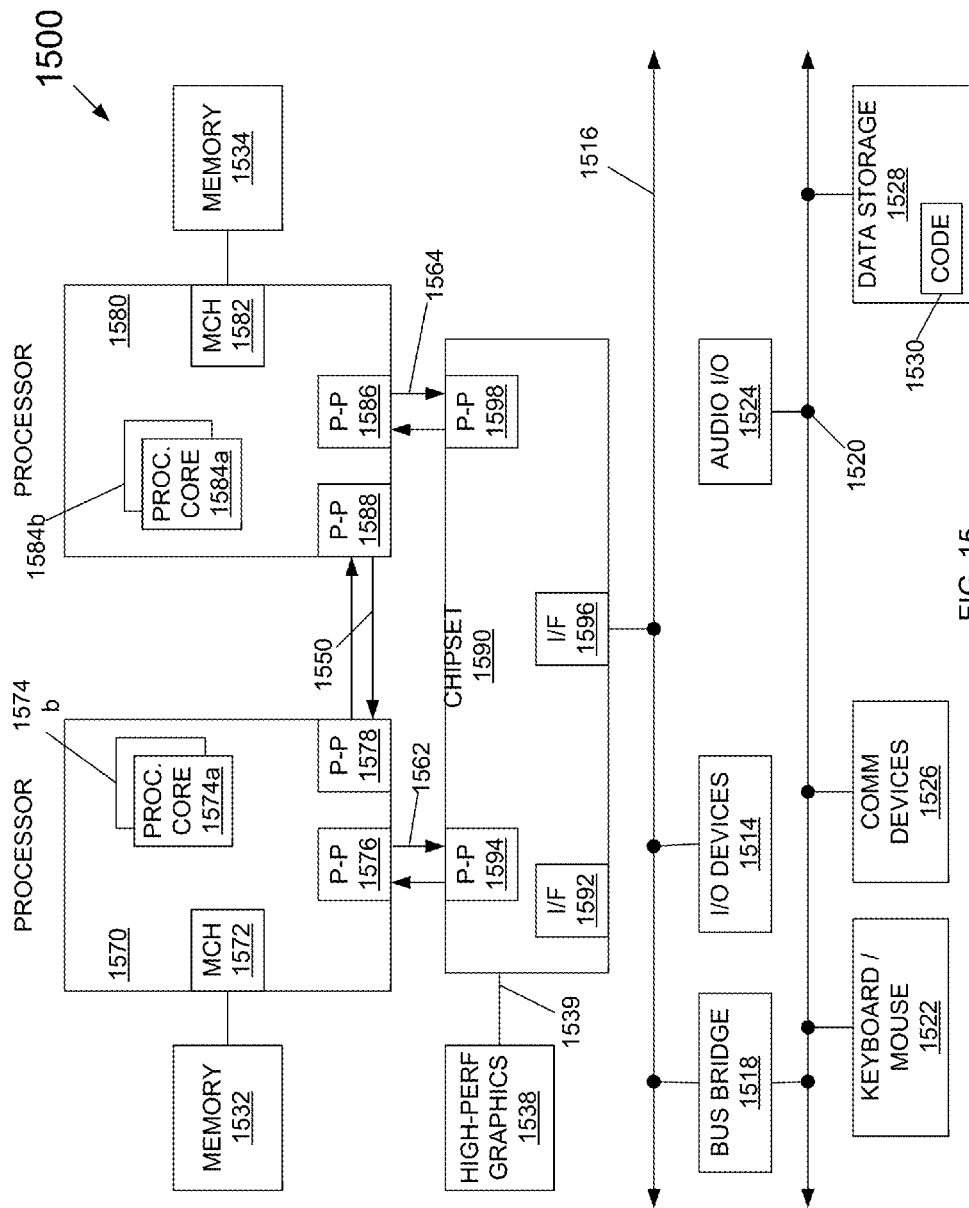 1500
PROCESSOR
PROCESSOR
1574
b
1584b
1570
PROC.
CORE
1574a
MCH
1572
P-P
1576
P-P
1578
1550
1580
PROC.
CORE
1584a
MCH
1582
P-P
1588
P-P
1586
MEMORY
1532
MEMORY
1534
1562
1564
HIGH-PERF
GRAPHICS
1538
1539
P-P
1594
CHIPSET
1590
P-P
1598
I/F
1592
I/F
1596
1516
BUS BRIDGE
1518
I/O DEVICES
1514
AUDIO I/O
1524
1520
KEYBOARD /
MOUSE
1522
COMM
DEVICES
1526
DATA STORAGE
1528
CODE
1530
FIG. 15